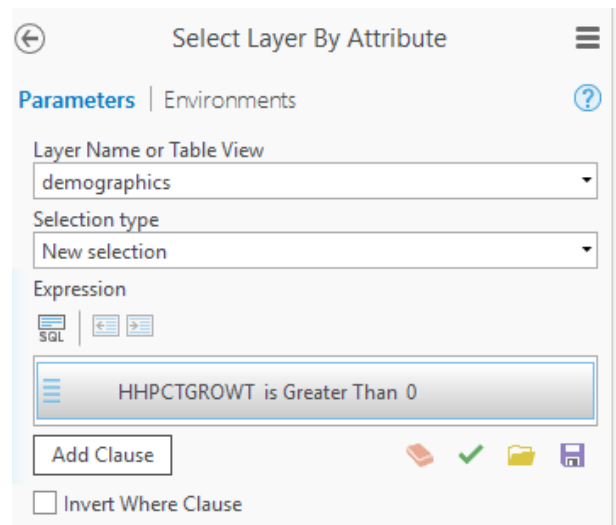 Select Layer By Attribute
Parameters | Environments
?
Layer Name or Table View
demographics
Selection type
New selection
Expression
SQL
HHPCTGROWT is Greater Than 0
Add Clause
Invert Where Clause